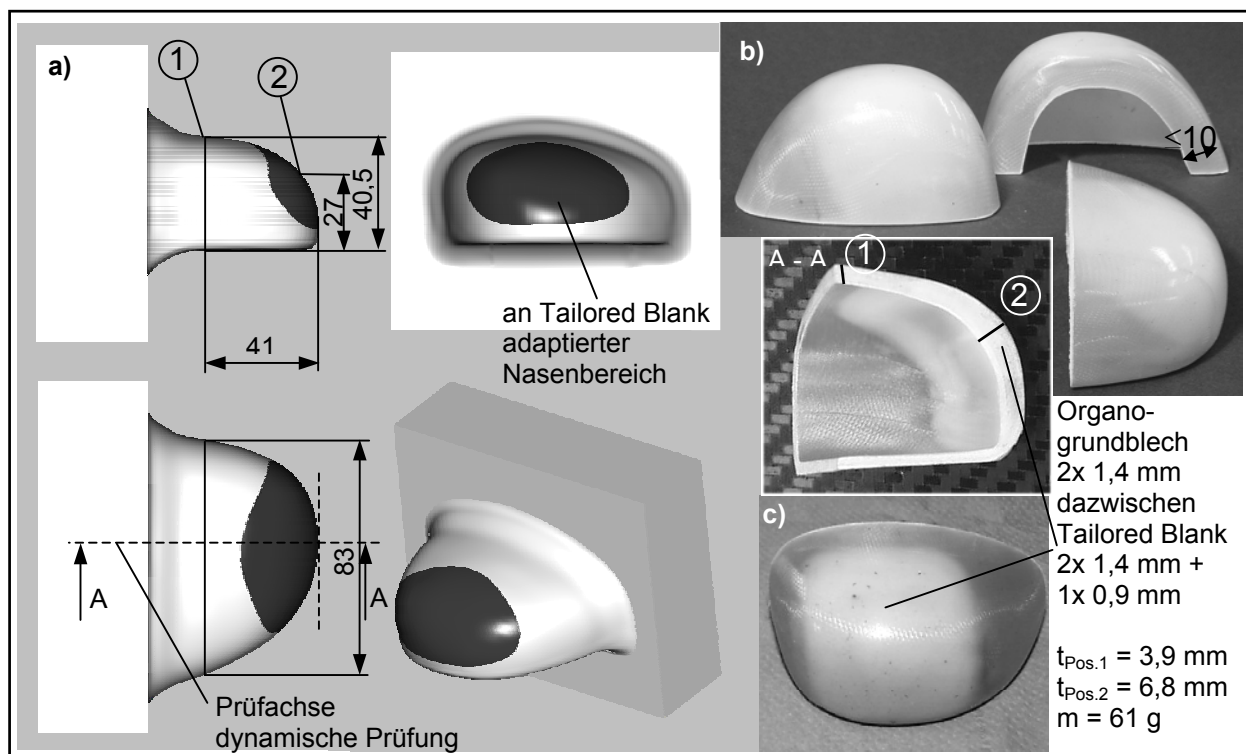 a)
1
2
27
40,5
41
an Tailored Blank
adaptierter
Nasenbereich
83
A
A
Prüfachse
dynamische Prüfung
b)
<10
A - A
1
2
Organo-
grundblech
2x 1,4 mm
dazwischen
Tailored Blank
2x 1,4 mm +
1x 0,9 mm
c)
tPos.1 = 3,9 mm
tPos.2 = 6,8 mm
m = 61 g